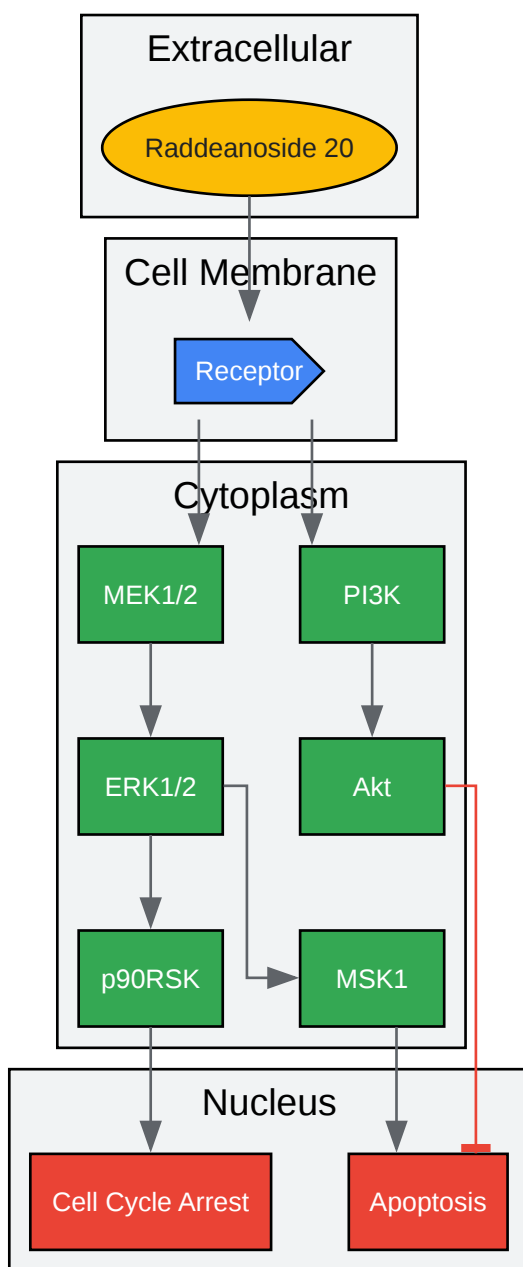 Extracellular
Raddeanoside 20
Cell Membrane
Receptor
Cytoplasm
MEK1/2
PI3K
ERK1/2
Akt
p90RSK
MSK1
Nucleus
Cell Cycle Arrest
Apoptosis